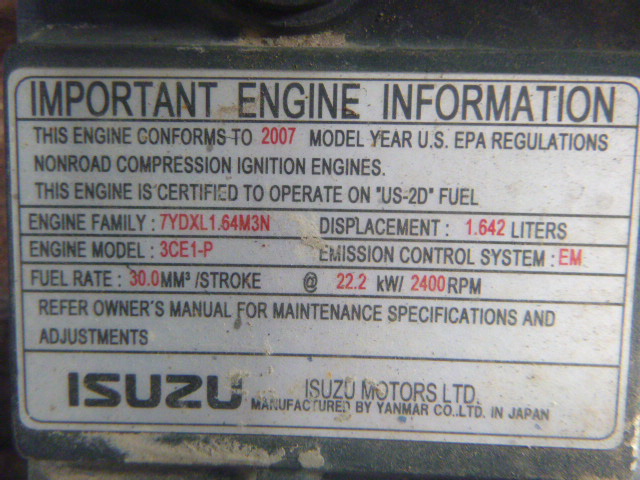 IMPORTANT ENGINE INFORMATION
THIS ENGINE CONFORMS TO 2007 MODEL YEAR U.S. EPA REGULATIONS
NONROAD COMPRESSION IGNITION ENGINES.
THIS ENGINE IS CERTIFIED TO OPERATE ON "US-2D" FUEL
ENGINE FAMILY : 7YDXL1.64M3N DISPLACEMENT : 1.642 LITERS
ENGINE MODEL : 3CE1-P EMISSION CONTROL SYSTEM : EM
FUEL RATE : 30.0MM³ /STROKE @ 22.2 kW/ 2400RPM
REFER OWNER'S MANUAL FOR MAINTENANCE SPECIFICATIONS AND
ADJUSTMENTS
ISUZU ISUZU MOTORS LTD.
MANUFACTURED BY YANMAR CO.,LTD. IN JAPAN